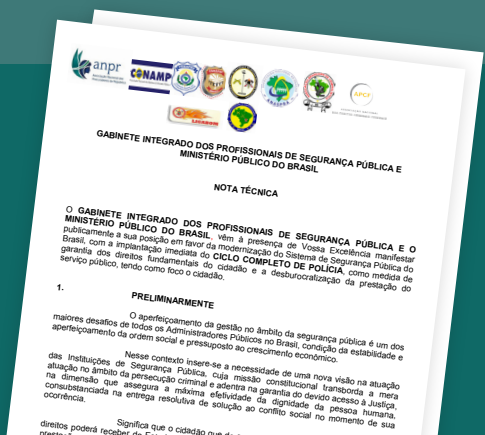 anpr
CONAMP
LIGABOM
APCF
GABINETE INTEGRADO DOS PROFISSIONAIS DE SEGURANÇA PÚBLICA E
MINISTÉRIO PÚBLICO DO BRASIL
NOTA TÉCNICA
O GABINETE INTEGRADO DOS PROFISSIONAIS DE SEGURANÇA PÚBLICA E O
MINISTÉRIO PÚBLICO DO BRASIL, vêm à presença de Vossa Excelência manifestar
publicamente a sua posição em favor da modernização do Sistema de Segurança Pública do
Brasil, com a implantação imediata do CICLO COMPLETO DE POLÍCIA, como medida de
garantia dos direitos fundamentais do cidadão e a desburocratização da prestação do
serviço público, tendo como foco o cidadão.
1. PRELIMINARMENTE
O aperfeiçoamento da gestão no âmbito da segurança pública é um dos
maiores desafios de todos os Administradores Públicos no Brasil, condição da estabilidade e
aperfeiçoamento da ordem social e pressuposto ao crescimento econômico.
Nesse contexto insere-se a necessidade de uma nova visão na atuação
das Instituições de Segurança Pública, cuja missão constitucional transborda a mera
atuação no âmbito da persecução criminal e adentra na garantia do devido acesso à Justiça,
na dimensão que assegura a máxima efetividade da dignidade da pessoa humana,
consubstanciada na entrega resolutiva de solução ao conflito social no momento de sua
ocorrência.
Significa que o cidadão que
direitos poderá receber